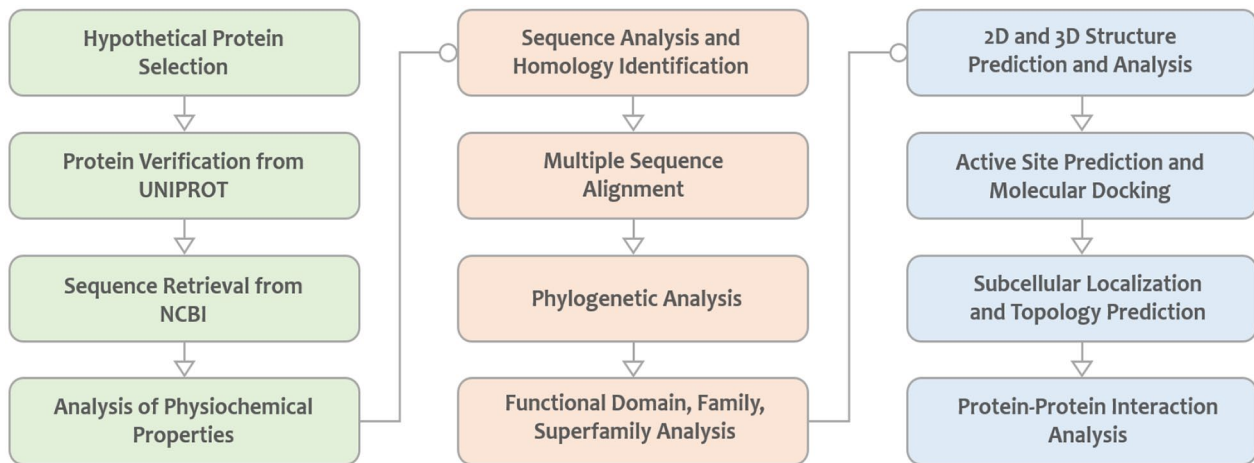 Hypothetical Protein
Selection
Protein Verification from
UNIPROT
Sequence Retrieval from
NCBI
Analysis of Physiochemical
Properties
Sequence Analysis and
Homology Identification
Multiple Sequence
Alignment
Phylogenetic Analysis
Functional Domain, Family,
Superfamily Analysis
2D and 3D Structure
Prediction and Analysis
Active Site Prediction and
Molecular Docking
Subcellular Localization
and Topology Prediction
Protein-Protein Interaction
Analysis